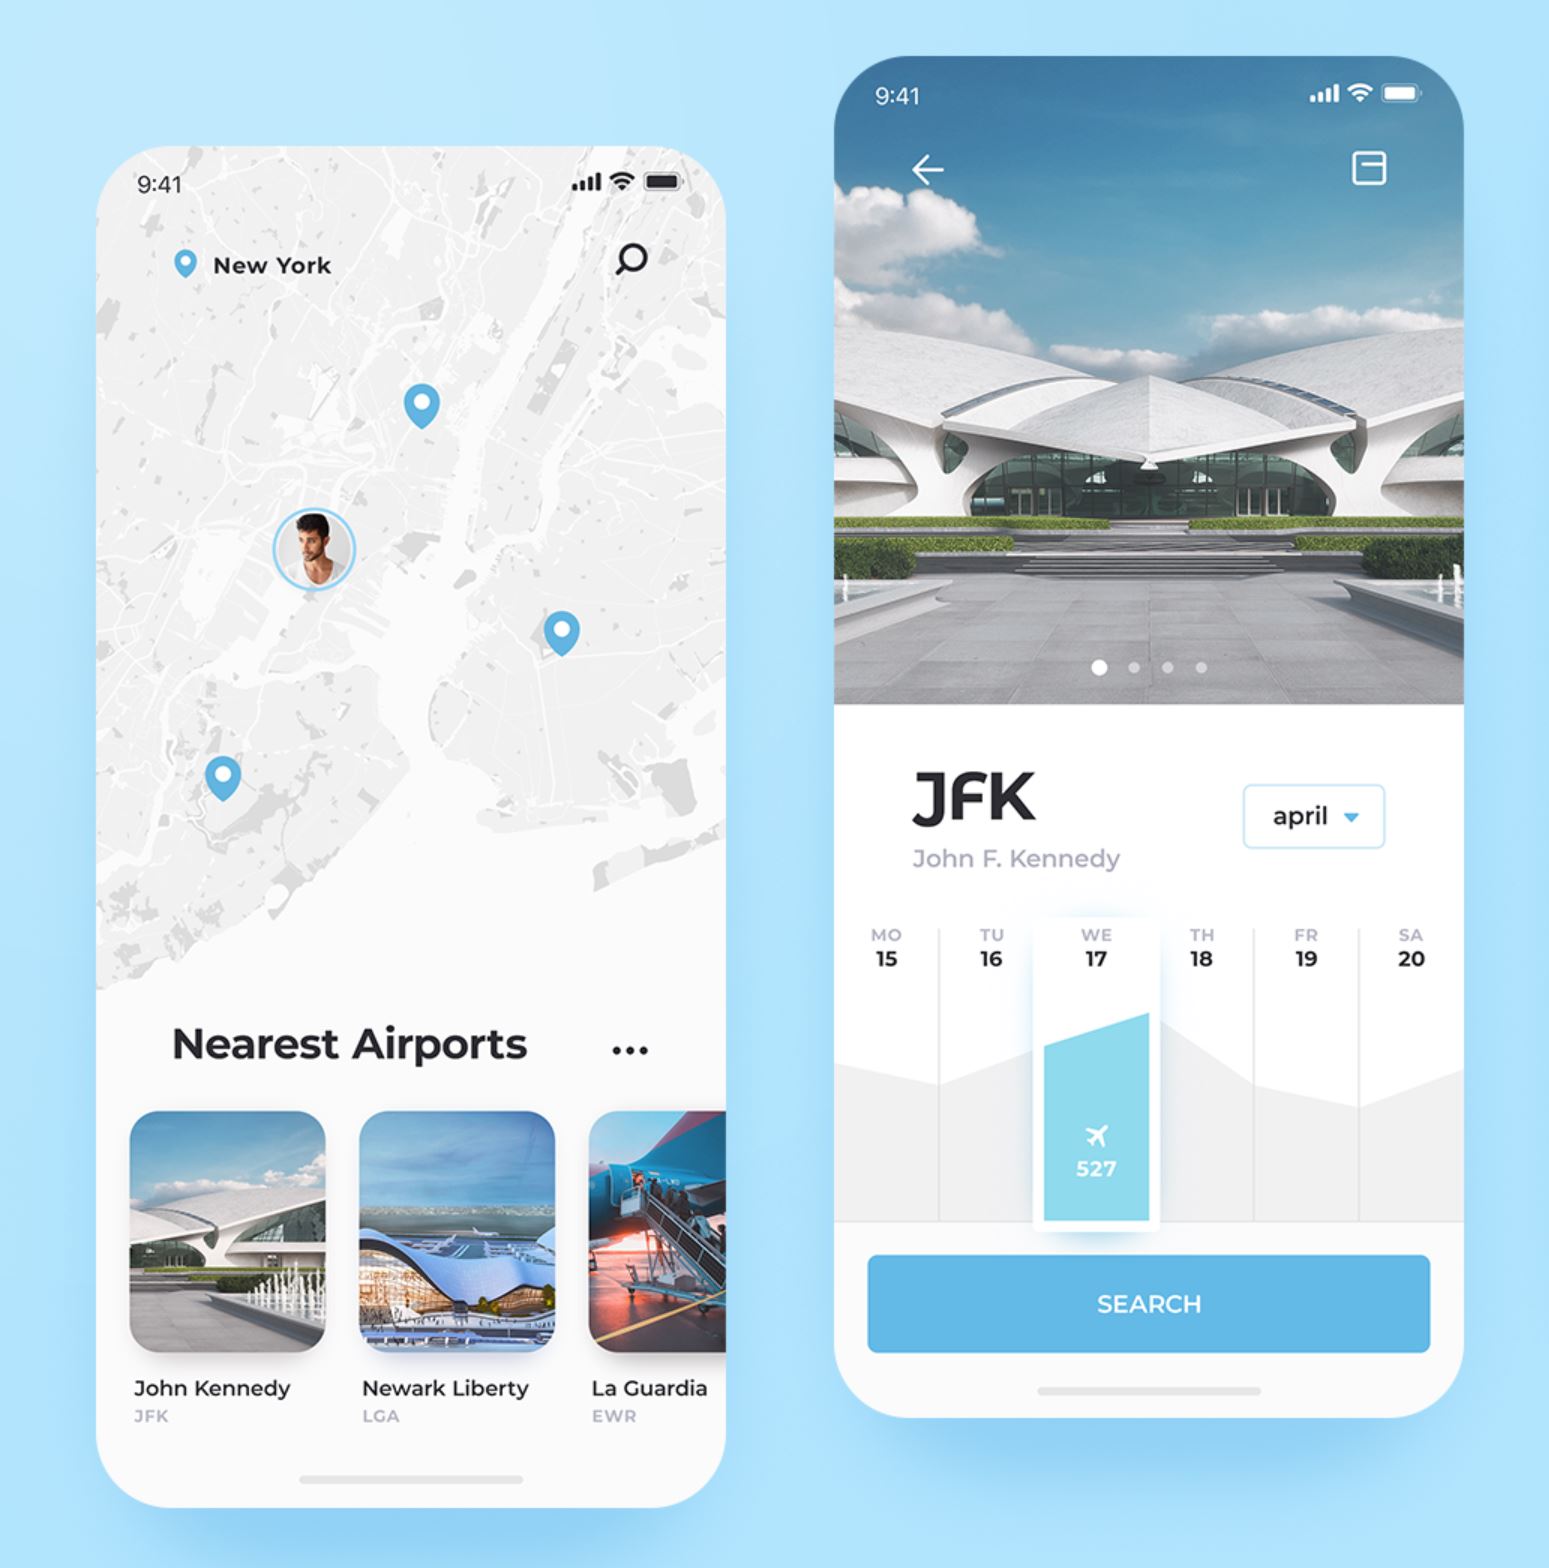 9:41
New York
Nearest Airports
John Kennedy
JFK
Newark Liberty
LGA
La Guardia
EWR
9:41
JFK
John F. Kennedy
april
MO TU WE TH FR SA
15 16 17 18 19 20
527
SEARCH